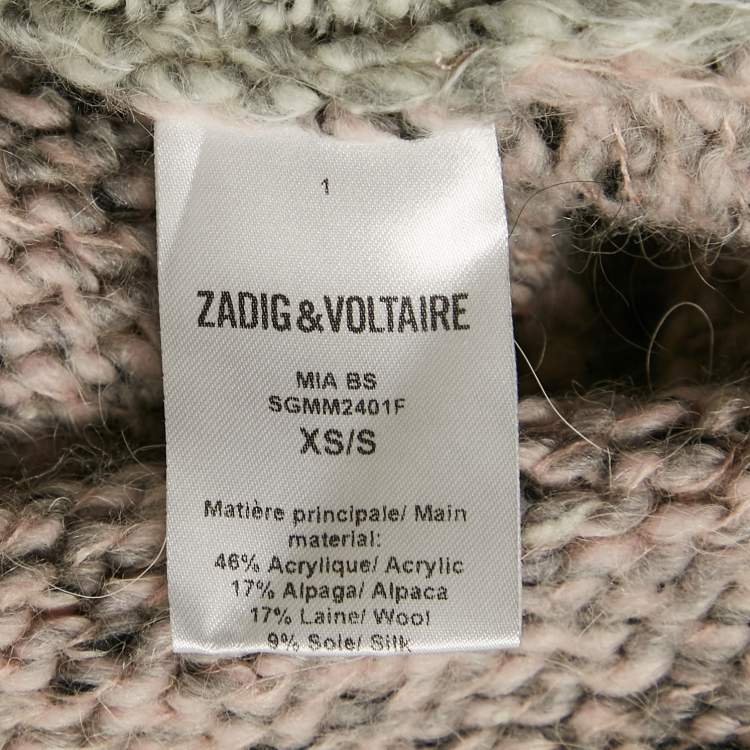 1
ZADIG&VOLTAIRE
MIA BS
SGMM2401F
XS/S
Matière principale/ Main
material:
46% Acrylique/ Acrylic
17% Alpaga/ Alpaca
17% Laine/ Wool
9% Soie/ Silk